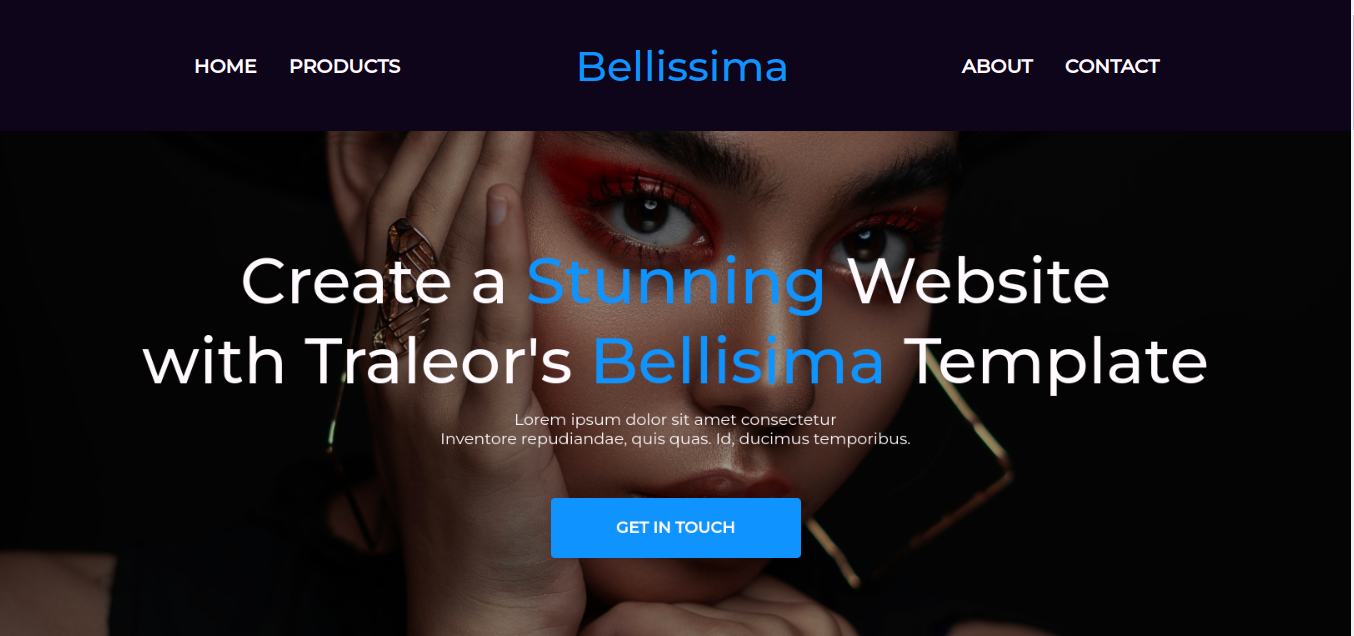 HOME PRODUCTS Bellissima ABOUT CONTACT
Create a Stunning Website
with Traleor's Bellisima Template
Lorem ipsum dolor sit amet consectetur
Inventore repudiandae, quis quas. Id, ducimus temporibus.
GET IN TOUCH